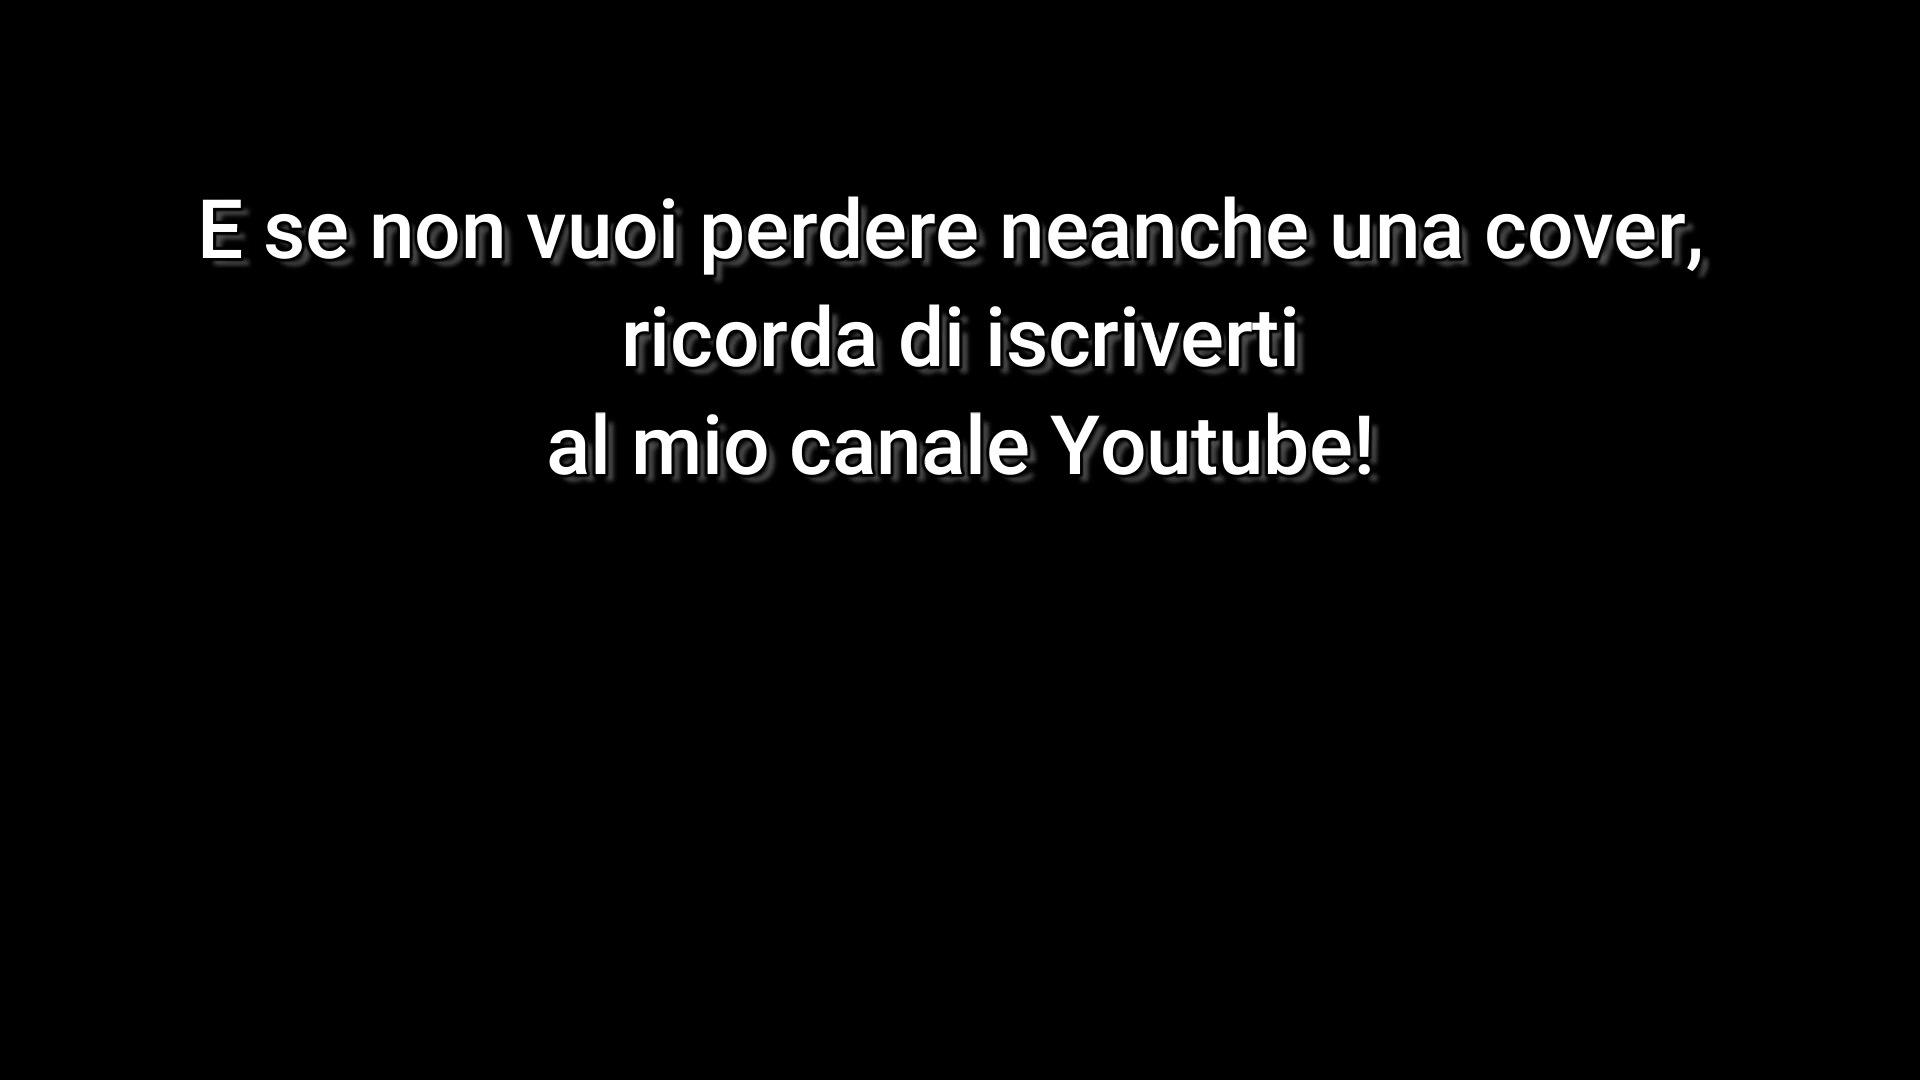 E se non vuoi perdere neanche una cover,
ricorda di iscriverti
al mio canale Youtube!